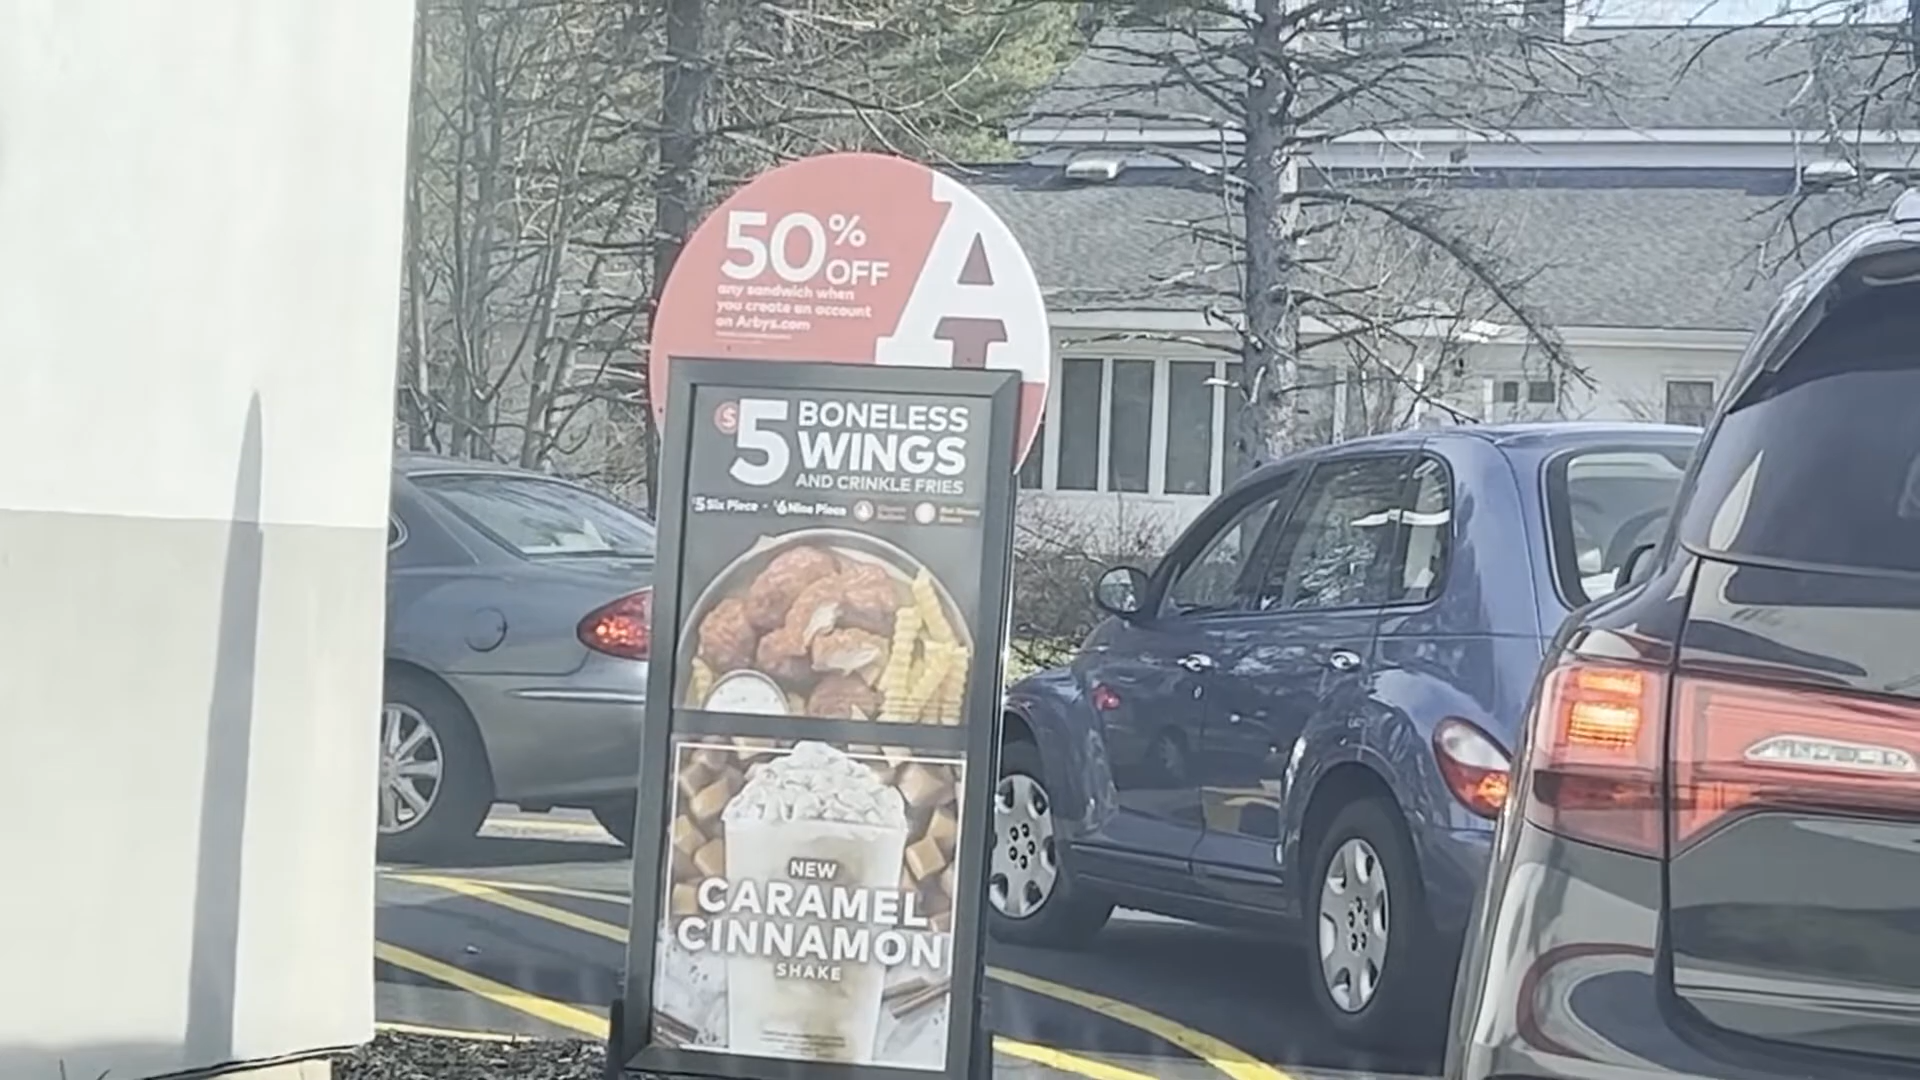 50% OFF
any sandwich when
you create an account
on Arbys.com
$5 BONELESS
WINGS
AND CRINKLE FRIES
$5 Six Piece - $6 Nine Piece
NEW
CARAMEL
CINNAMON
SHAKE